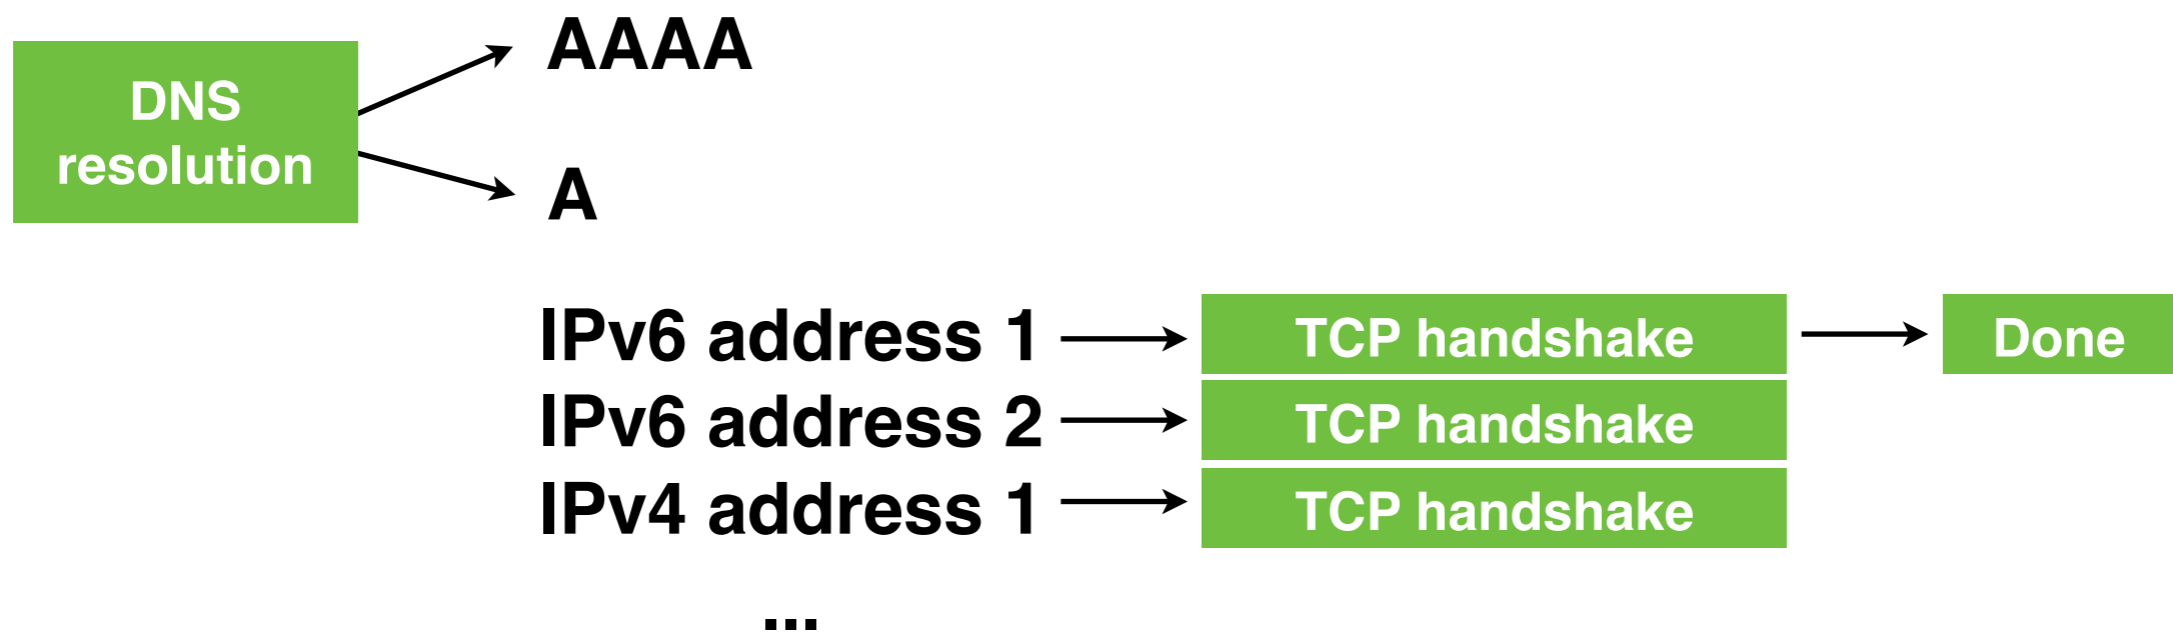 DNS
resolution
AAAA
A
IPv6 address 1 TCP handshake Done
IPv6 address 2 TCP handshake
IPv4 address 1 TCP handshake
...